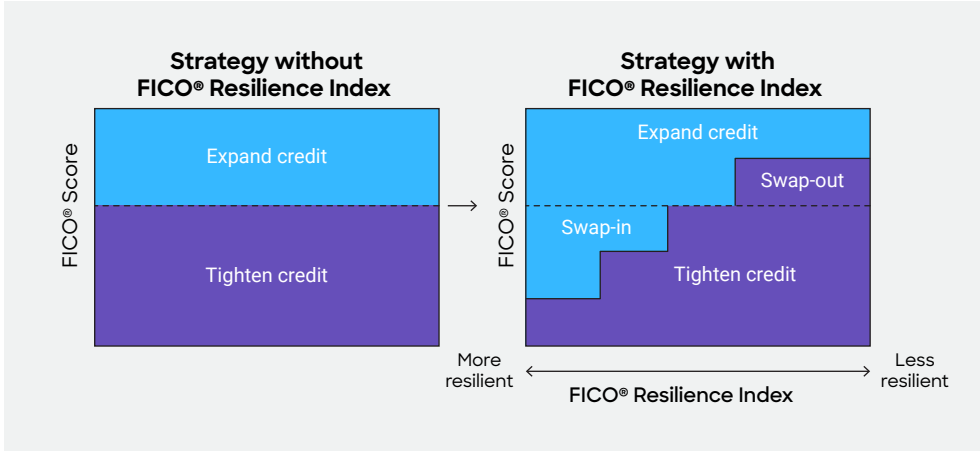 Strategy without
FICO® Resilience Index
FICO® Score
Expand credit
Tighten credit
Strategy with
FICO® Resilience Index
FICO® Score
Expand credit
Swap-out
Swap-in
Tighten credit
More
resilient
Less
resilient
FICO® Resilience Index